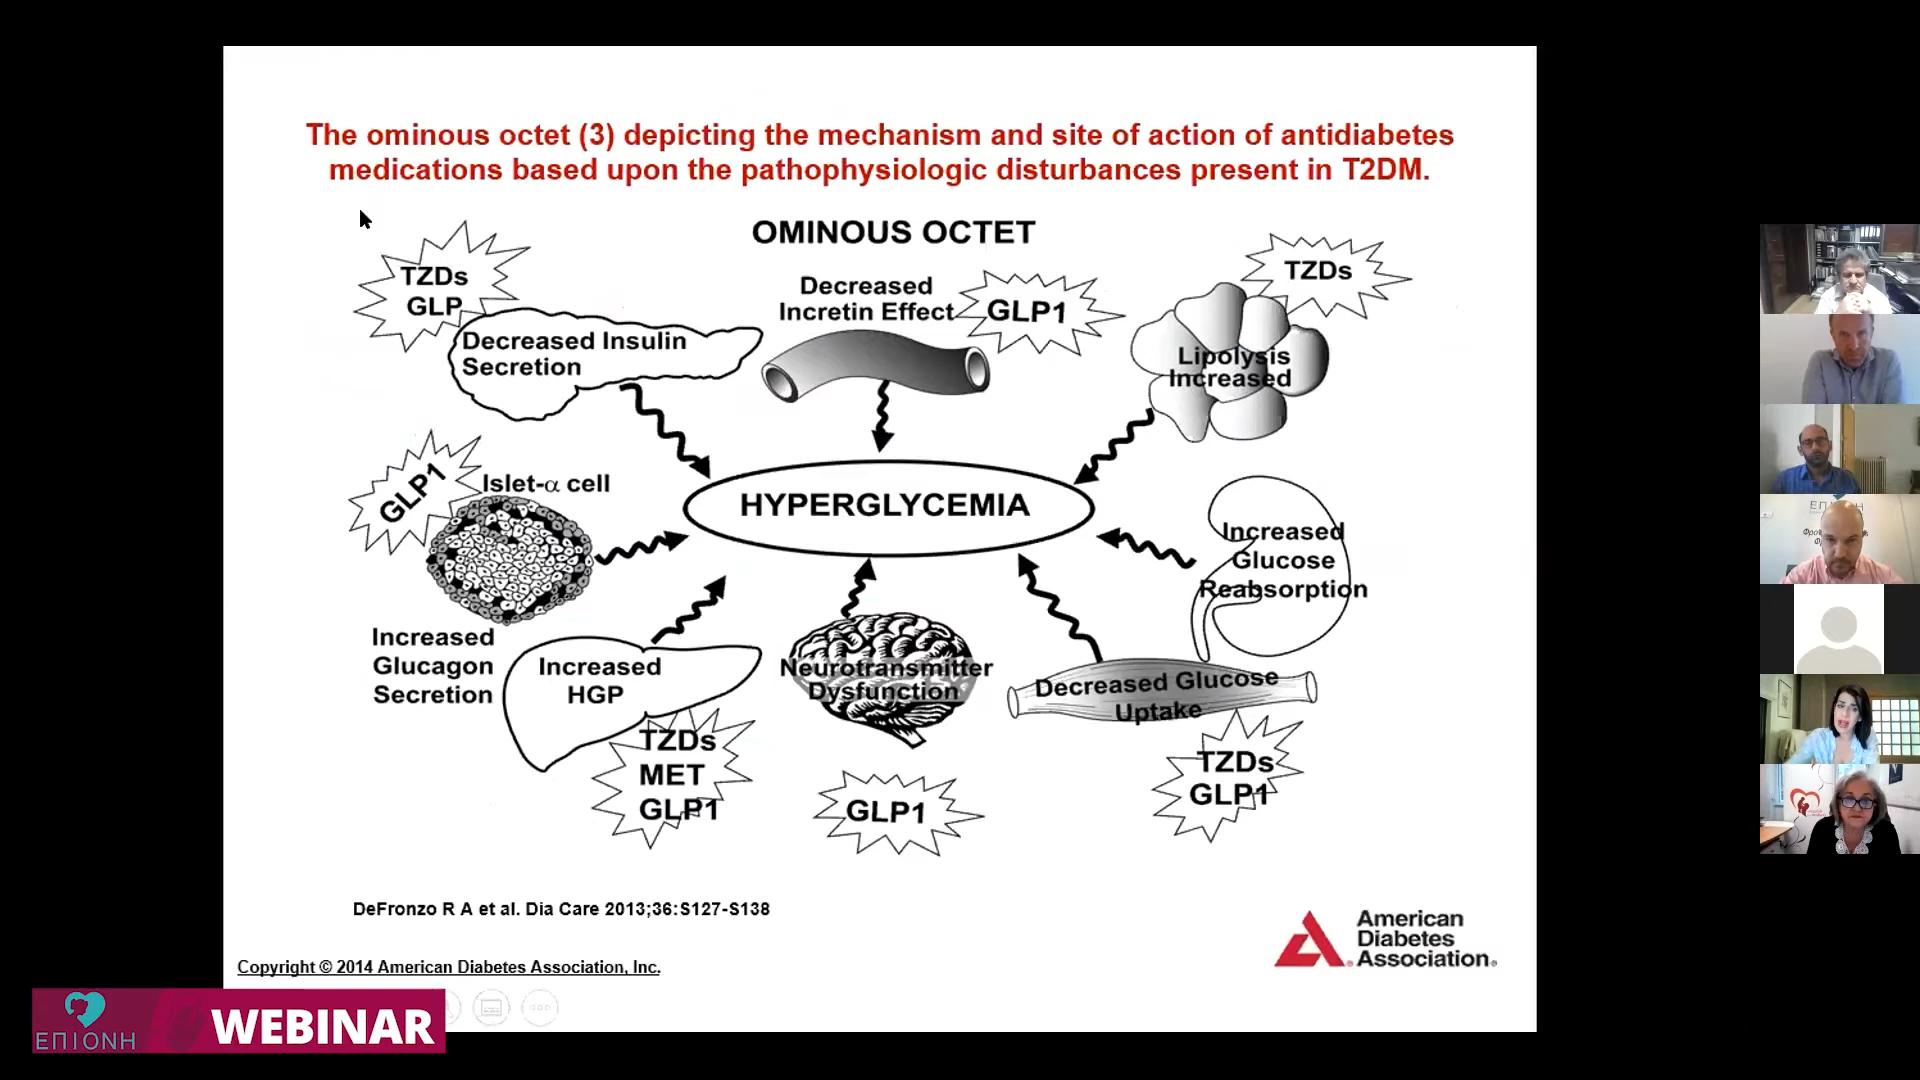 The ominous octet (3) depicting the mechanism and site of action of antidiabetes
medications based upon the pathophysiologic disturbances present in T2DM.
OMINOUS OCTET
TZDs
GLP
Decreased Insulin
Secretion
Decreased
Incretin Effect
GLP1
TZDs
Lipolysis
Increased
GLP1
Islet-α cell
HYPERGLYCEMIA
Increased
Glucose
Reabsorption
Increased
Glucagon
Secretion
Increased
HGP
TZDs
MET
GLP1
Neurotransmitter
Dysfunction
GLP1
Decreased Glucose
Uptake
TZDs
GLP1
DeFronzo R A et al. Dia Care 2013;36:S127-S138
American
Diabetes
Association®
Copyright © 2014 American Diabetes Association, Inc.
ΕΠΙΟΝΗ
WEBINAR